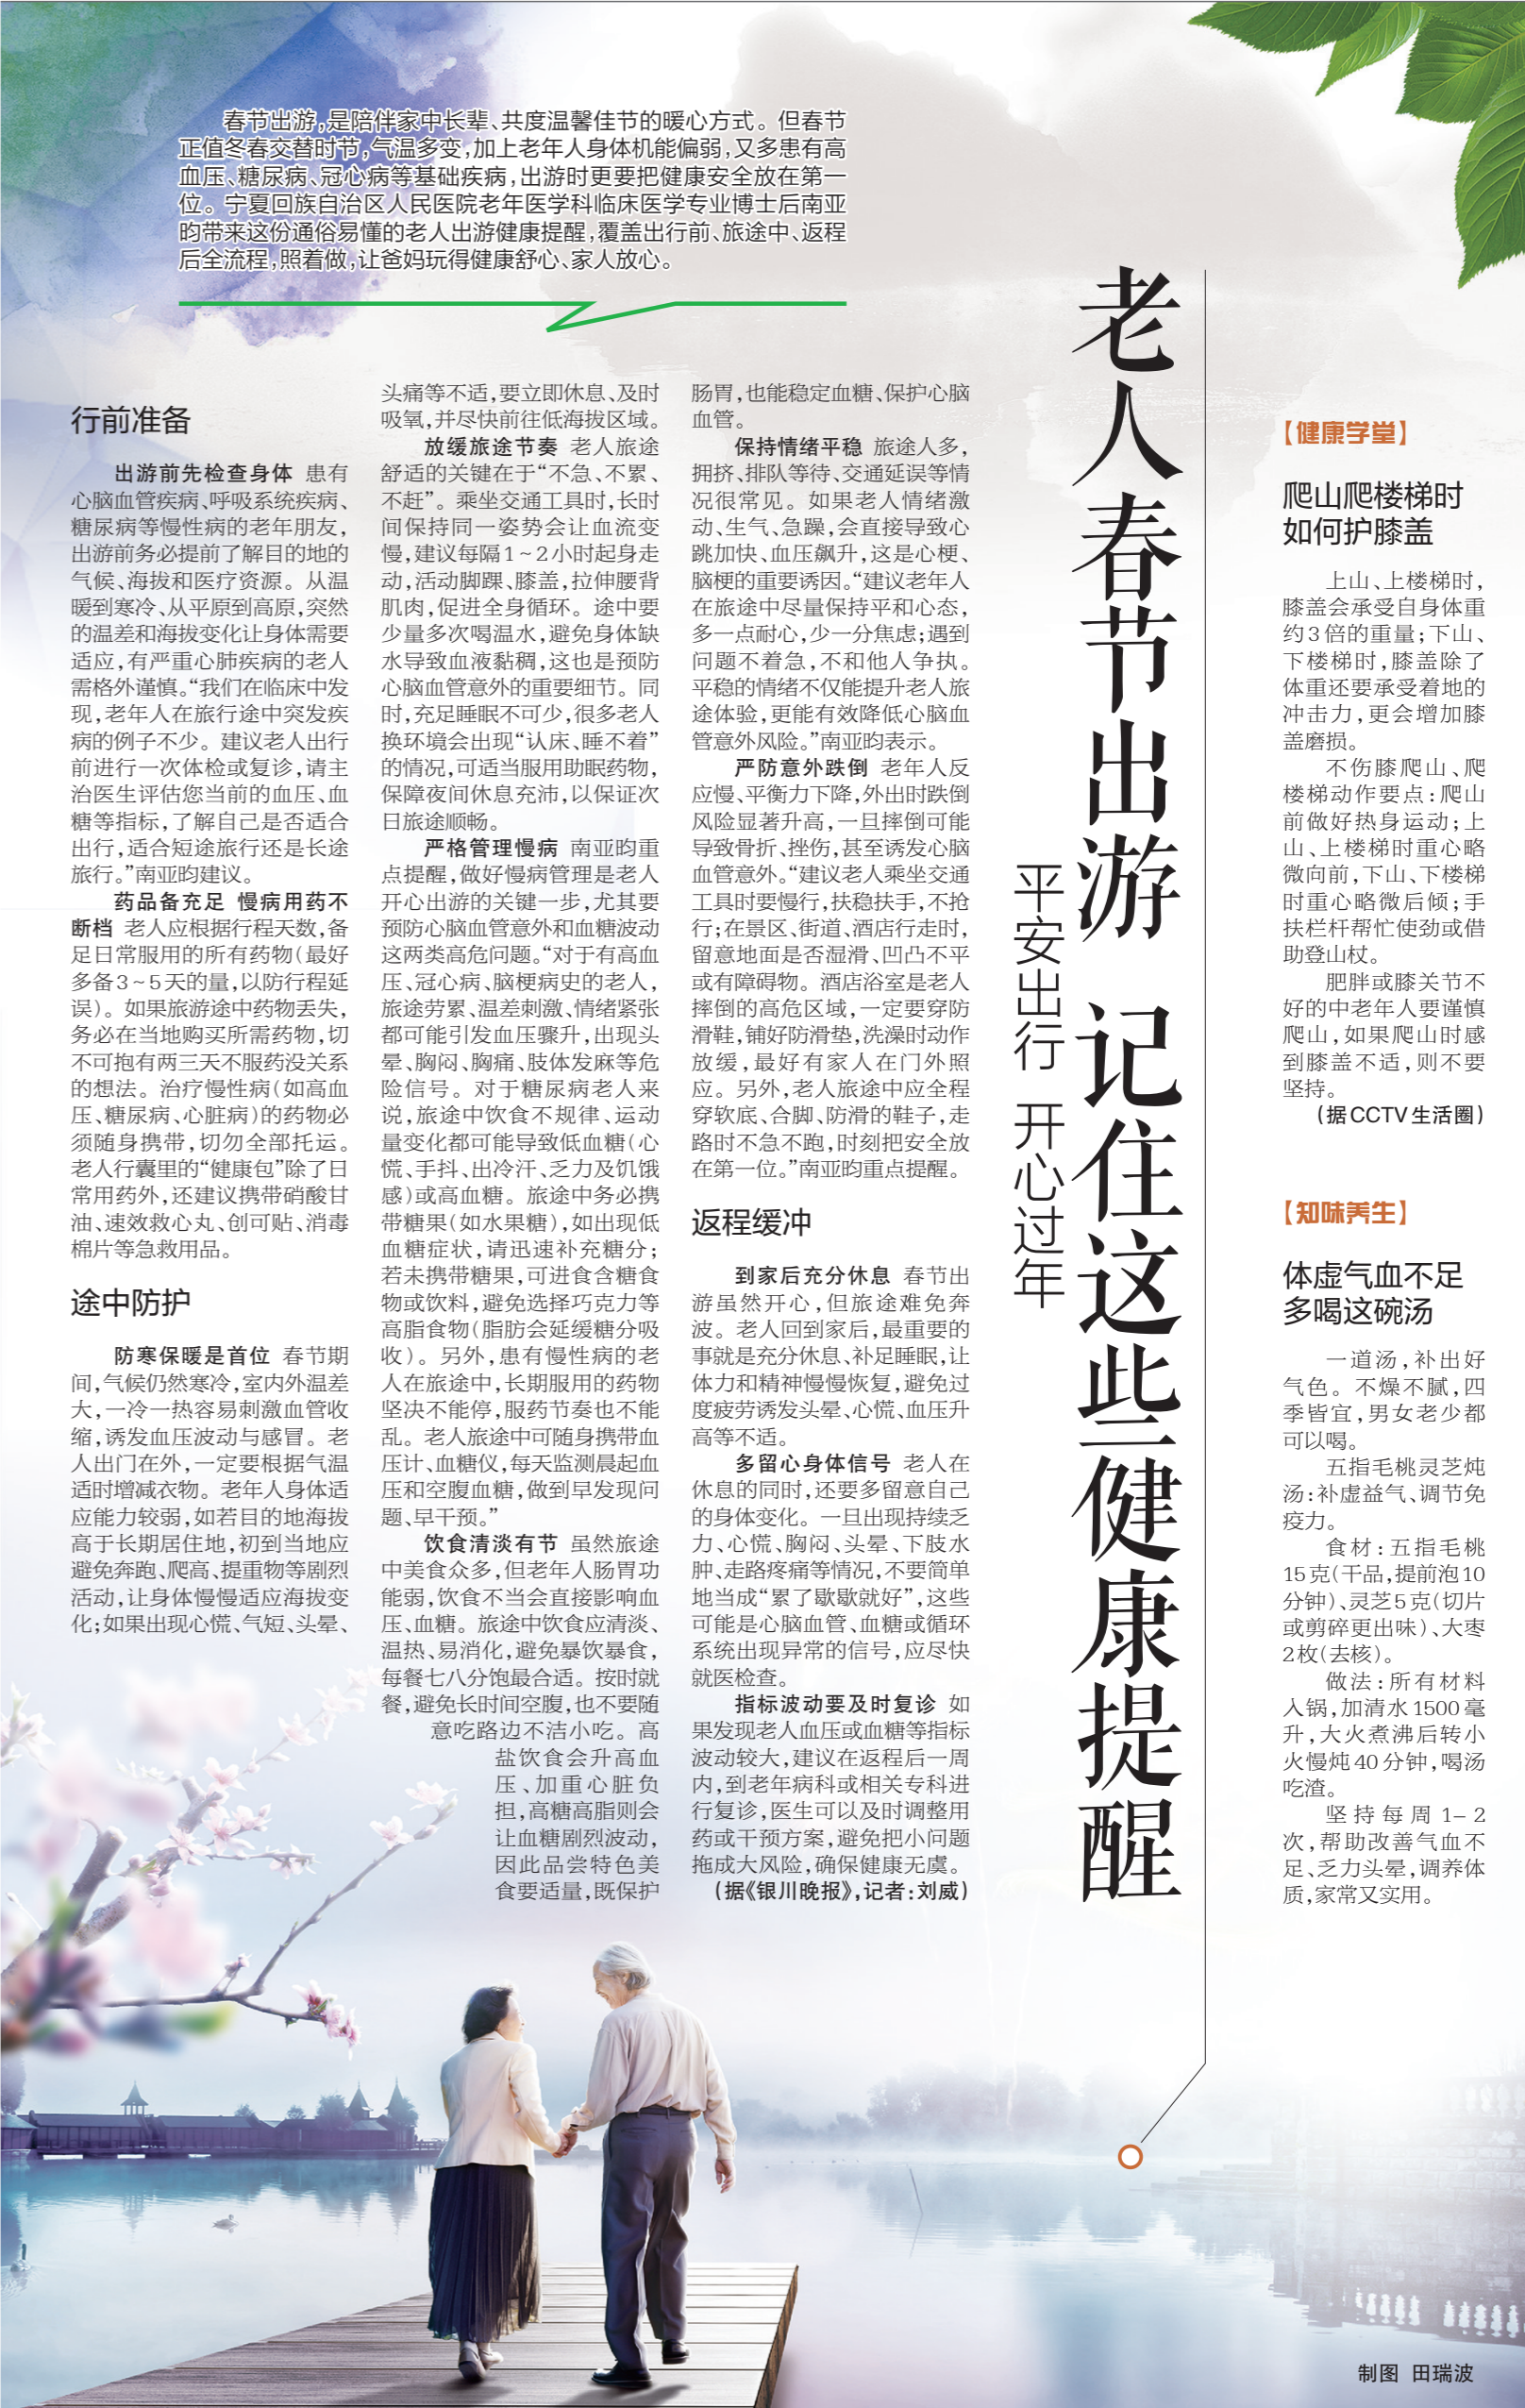 老人春节出游 记住这些健康提醒
平安出行 开心过年
春节出游，是陪伴家中长辈、共度温馨佳节的暖心方式。但春节
正值冬春交替时节，气温多变，加上老年人身体机能偏弱，又多患有高
血压、糖尿病、冠心病等基础疾病，出游时更要把健康安全放在第一
位。宁夏回族自治区人民医院老年医学科临床医学专业博士后南亚
昀带来这份通俗易懂的老人出游健康提醒，覆盖出行前、旅途中、返程
后全流程，照着做，让爸妈玩得健康舒心、家人放心。
行前准备
出游前先检查身体 患有
心脑血管疾病、呼吸系统疾病、
糖尿病等慢性病的老年朋友，
出游前务必提前了解目的地的
气候、海拔和医疗资源。从温
暖到寒冷、从平原到高原，突然
的温差和海拔变化让身体需要
适应，有严重心肺疾病的老人
需格外谨慎。“我们在临床中发
现，老年人在旅行途中突发疾
病的例子不少。建议老人出行
前进行一次体检或复诊，请主
治医生评估您当前的血压、血
糖等指标，了解自己是否适合
出行，适合短途旅行还是长途
旅行。”南亚昀建议。
药品备充足 慢病用药不
断档 老人应根据行程天数，备
足日常服用的所有药物（最好
多备3~5天的量，以防行程延
误）。如果旅游途中药物丢失，
务必在当地购买所需药物，切
不可抱有两三天不服药没关系
的想法。治疗慢性病（如高血
压、糖尿病、心脏病）的药物必
须随身携带，切勿全部托运。
老人行囊里的“健康包”除了日
常用药外，还建议携带硝酸甘
油、速效救心丸、创可贴、消毒
棉片等急救用品。
途中防护
防寒保暖是首位 春节期
间，气候仍然寒冷，室内外温差
大，一冷一热容易刺激血管收
缩，诱发血压波动与感冒。老
人出门在外，一定要根据气温
适时增减衣物。老年人身体适
应能力较弱，如若目的地海拔
高于长期居住地，初到当地应
避免奔跑、爬高、提重物等剧烈
活动，让身体慢慢适应海拔变
化；如果出现心慌、气短、头晕、
头痛等不适，要立即休息、及时
吸氧，并尽快前往低海拔区域。
放缓旅途节奏 老人旅途
舒适的关键在于“不急、不累、
不赶”。乘坐交通工具时，长时
间保持同一姿势会让血流变
慢，建议每隔1~2小时起身走
动，活动脚踝、膝盖，拉伸腰背
肌肉，促进全身循环。途中要
少量多次喝温水，避免身体缺
水导致血液黏稠，这也是预防
心脑血管意外的重要细节。同
时，充足睡眠不可少，很多老人
换环境会出现“认床、睡不着”
的情况，可适当服用助眠药物，
保障夜间休息充沛，以保证次
日旅途顺畅。
严格管理慢病 南亚昀重
点提醒，做好慢病管理是老人
开心出游的关键一步，尤其要
预防心脑血管意外和血糖波动
这两类高危问题。“对于有高血
压、冠心病、脑梗病史的老人，
旅途劳累、温差刺激、情绪紧张
都可能引发血压骤升，出现头
晕、胸闷、胸痛、肢体发麻等危
险信号。对于糖尿病老人来
说，旅途中饮食不规律、运动
量变化都可能导致低血糖（心
慌、手抖、出冷汗、乏力及饥饿
感）或高血糖。旅途中务必携
带糖果（如水果糖），如出现低
血糖症状，请迅速补充糖分；
若未携带糖果，可进食含糖食
物或饮料，避免选择巧克力等
高脂食物（脂肪会延缓糖分吸
收）。另外，患有慢性病的老
人在旅途中，长期服用的药物
坚决不能停，服药节奏也不能
乱。老人旅途中可随身携带血
压计、血糖仪，每天监测晨起血
压和空腹血糖，做到早发现问
题、早干预。”
饮食清淡有节 虽然旅途
中美食众多，但老年人肠胃功
能弱，饮食不当会直接影响血
压、血糖。旅途中饮食应清淡、
温热、易消化，避免暴饮暴食，
每餐七八分饱最合适。按时就
餐，避免长时间空腹，也不要随
意吃路边不洁小吃。高
盐饮食会升高血
压、加重心脏负
担，高糖高脂则会
让血糖剧烈波动，
因此品尝特色美
食要适量，既保护
肠胃，也能稳定血糖、保护心脑
血管。
保持情绪平稳 旅途人多，
拥挤、排队等待、交通延误等情
况很常见。如果老人情绪激
动、生气、急躁，会直接导致心
跳加快、血压飙升，这是心梗、
脑梗的重要诱因。“建议老年人
在旅途中尽量保持平和心态，
多一点耐心，少一分焦虑；遇到
问题不着急，不和他人争执。
平稳的情绪不仅能提升老人旅
途体验，更能有效降低心脑血
管意外风险。”南亚昀表示。
严防意外跌倒 老年人反
应慢、平衡力下降，外出时跌倒
风险显著升高，一旦摔倒可能
导致骨折、挫伤，甚至诱发心脑
血管意外。“建议老人乘坐交通
工具时要慢行，扶稳扶手，不抢
行；在景区、街道、酒店行走时，
留意地面是否湿滑、凹凸不平
或有障碍物。酒店浴室是老人
摔倒的高危区域，一定要穿防
滑鞋，铺好防滑垫，洗澡时动作
放缓，最好有家人在门外照
应。另外，老人旅途中应全程
穿软底、合脚、防滑的鞋子，走
路时不急不跑，时刻把安全放
在第一位。”南亚昀重点提醒。
返程缓冲
到家后充分休息 春节出
游虽然开心，但旅途难免奔
波。老人回到家后，最重要的
事就是充分休息、补足睡眠，让
体力和精神慢慢恢复，避免过
度疲劳诱发头晕、心慌、血压升
高等不适。
多留心身体信号 老人在
休息的同时，还要多留意自己
的身体变化。一旦出现持续乏
力、心慌、胸闷、头晕、下肢水
肿、走路疼痛等情况，不要简单
地当成“累了歇歇就好”，这些
可能是心脑血管、血糖或循环
系统出现异常的信号，应尽快
就医检查。
指标波动要及时复诊 如
果发现老人血压或血糖等指标
波动较大，建议在返程后一周
内，到老年病科或相关专科进
行复诊，医生可以及时调整用
药或干预方案，避免把小问题
拖成大风险，确保健康无虞。
（据《银川晚报》，记者：刘威）
【健康学堂】
爬山爬楼梯时
如何护膝盖
上山、上楼梯时，
膝盖会承受自身体重
约3倍的重量；下山、
下楼梯时，膝盖除了
体重还要承受着地的
冲击力，更会增加膝
盖磨损。
不伤膝爬山、爬
楼梯动作要点：爬山
前做好热身运动；上
山、上楼梯时重心略
微向前，下山、下楼梯
时重心略微后倾；手
扶栏杆帮忙使劲或借
助登山杖。
肥胖或膝关节不
好的中老年人要谨慎
爬山，如果爬山时感
到膝盖不适，则不要
坚持。
（据CCTV生活圈）
【知味养生】
体虚气血不足
多喝这碗汤
一道汤，补出好
气色。不燥不腻，四
季皆宜，男女老少都
可以喝。
五指毛桃灵芝炖
汤：补虚益气、调节免
疫力。
食材：五指毛桃
15克（干品，提前泡10
分钟）、灵芝5克（切片
或剪碎更出味）、大枣
2枚（去核）。
做法：所有材料
入锅，加清水1500毫
升，大火煮沸后转小
火慢炖40分钟，喝汤
吃渣。
坚持每周1-2
次，帮助改善气血不
足、乏力头晕，调养体
质，家常又实用。
制图 田瑞波